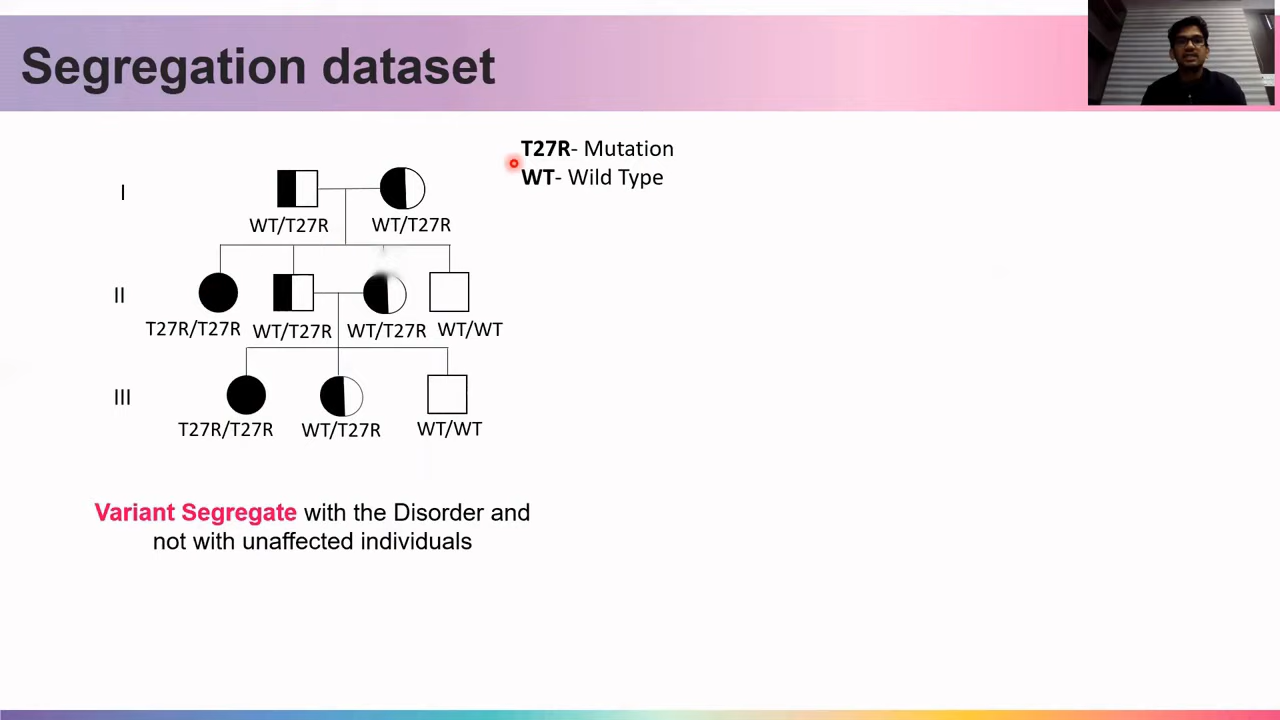 Segregation dataset
T27R- Mutation
WT- Wild Type
I
WT/T27R WT/T27R
II
T27R/T27R WT/T27R WT/T27R WT/WT
III
T27R/T27R WT/T27R WT/WT
Variant Segregate with the Disorder and
not with unaffected individuals